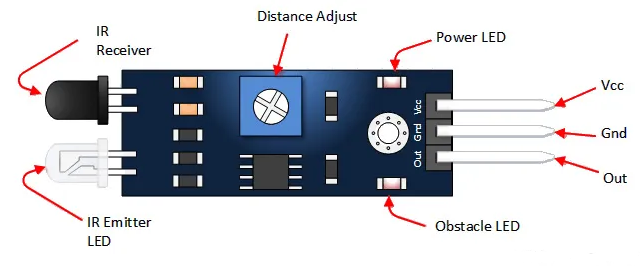 Distance Adjust
IR
Receiver
Power LED
Vcc
Vcc
Gnd
Gnd
Out
Out
IR Emitter
LED
Obstacle LED